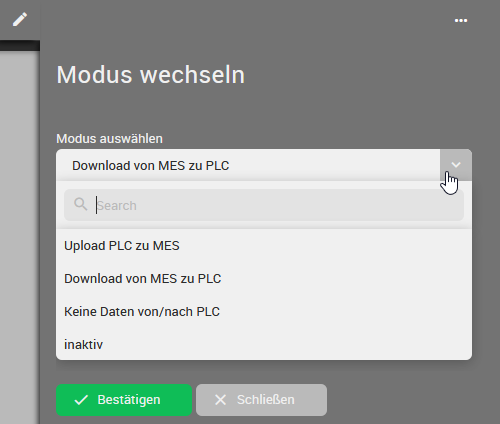 Modus wechseln
Modus auswählen
Download von MES zu PLC
Search
Upload PLC zu MES
Download von MES zu PLC
Keine Daten von/nach PLC
inaktiv
Bestätigen
Schließen